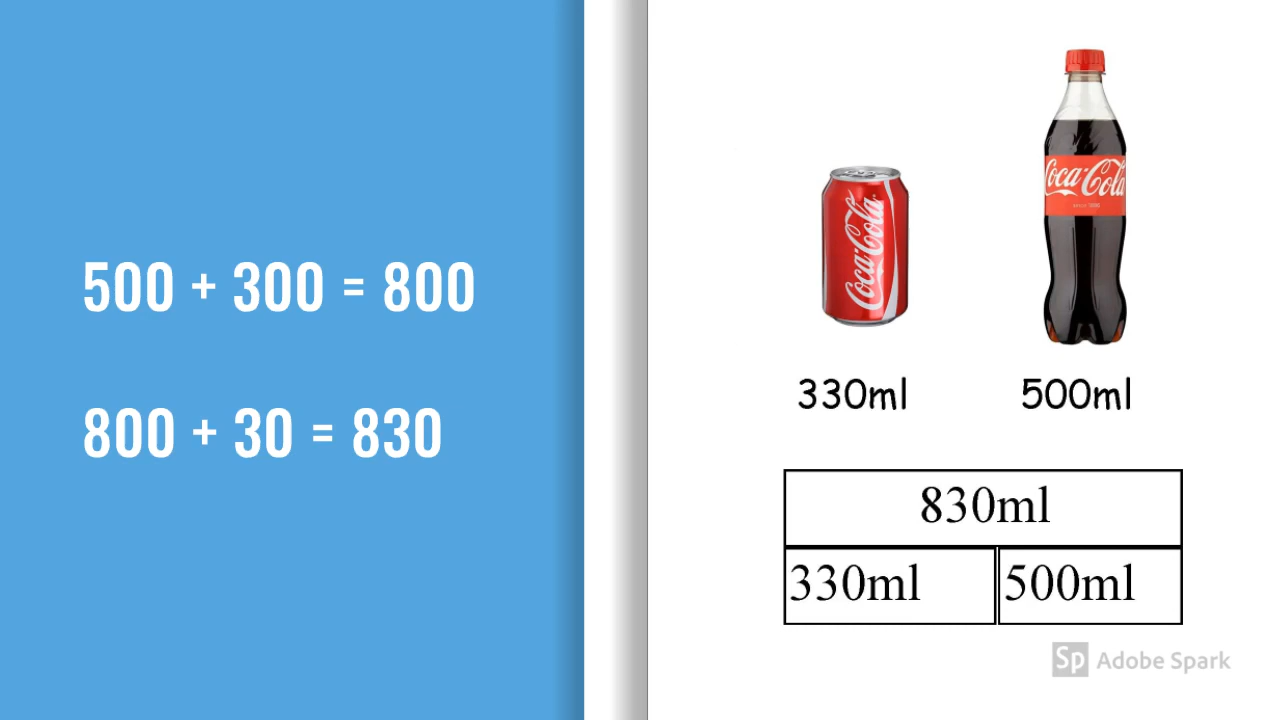 500 + 300 = 800
800 + 30 = 830
Coca-Cola
Coca-Cola
330ml
500ml
830ml
330ml
500ml
Sp Adobe Spark